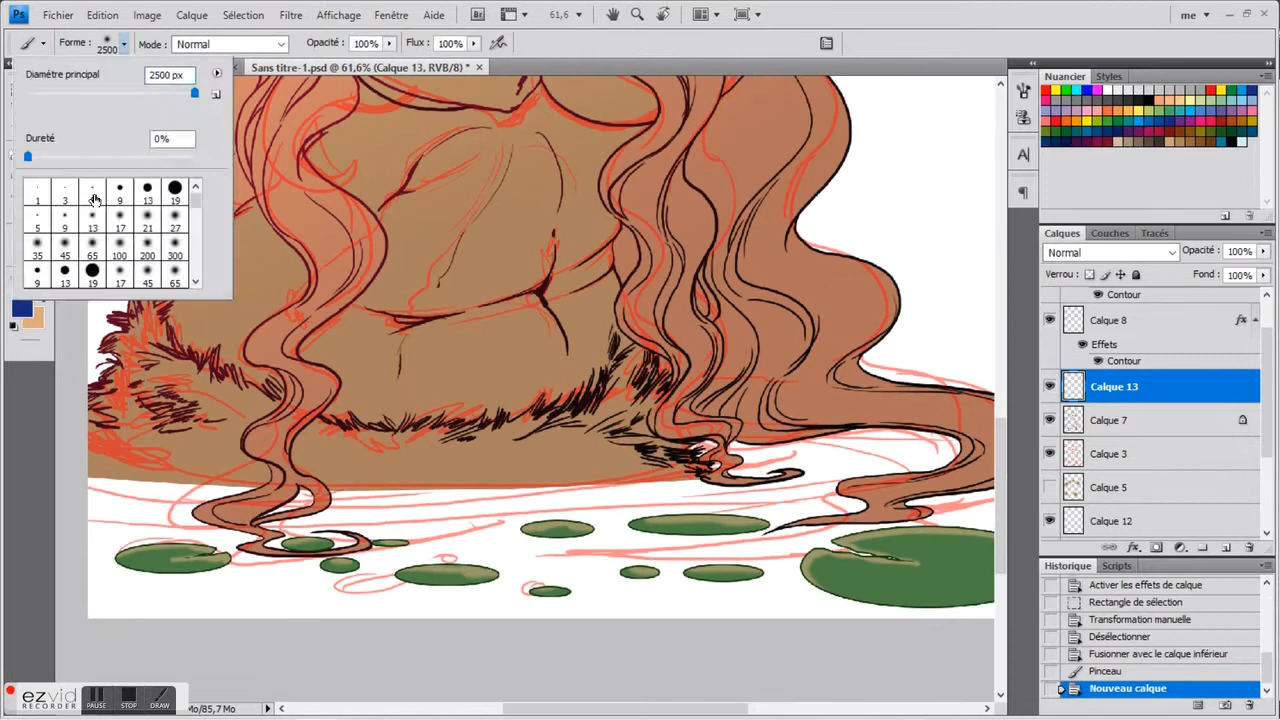 Ps Fichier Edition Image Calque Sélection Filtre Affichage Fenêtre Aide Br 61,6 me
Forme : 2500 Mode : Normal Opacité : 100% Flux : 100%
Sans titre-1.psd @ 61,6% (Calque 13, RVB/8) *
Diamètre principal 2500 px
Dureté 0%
1 3 9 13 19
5 9 13 17 21 27
35 45 65 100 200 300
9 13 19 17 45 65
Nuancier Styles
Calques Couches Tracés
Normal Opacité : 100%
Verrou : Fond : 100%
Contour
Calque 8 fx
Effets
Contour
Calque 13
Calque 7
Calque 3
Calque 5
Calque 12
Historique Scripts
Activer les effets de calque
Rectangle de sélection
Transformation manuelle
Désélectionner
Fusionner avec le calque inférieur
Pinceau
Nouveau calque
ezvid
RECORDER
PAUSE STOP DRAW
Mo/85,7 Mo